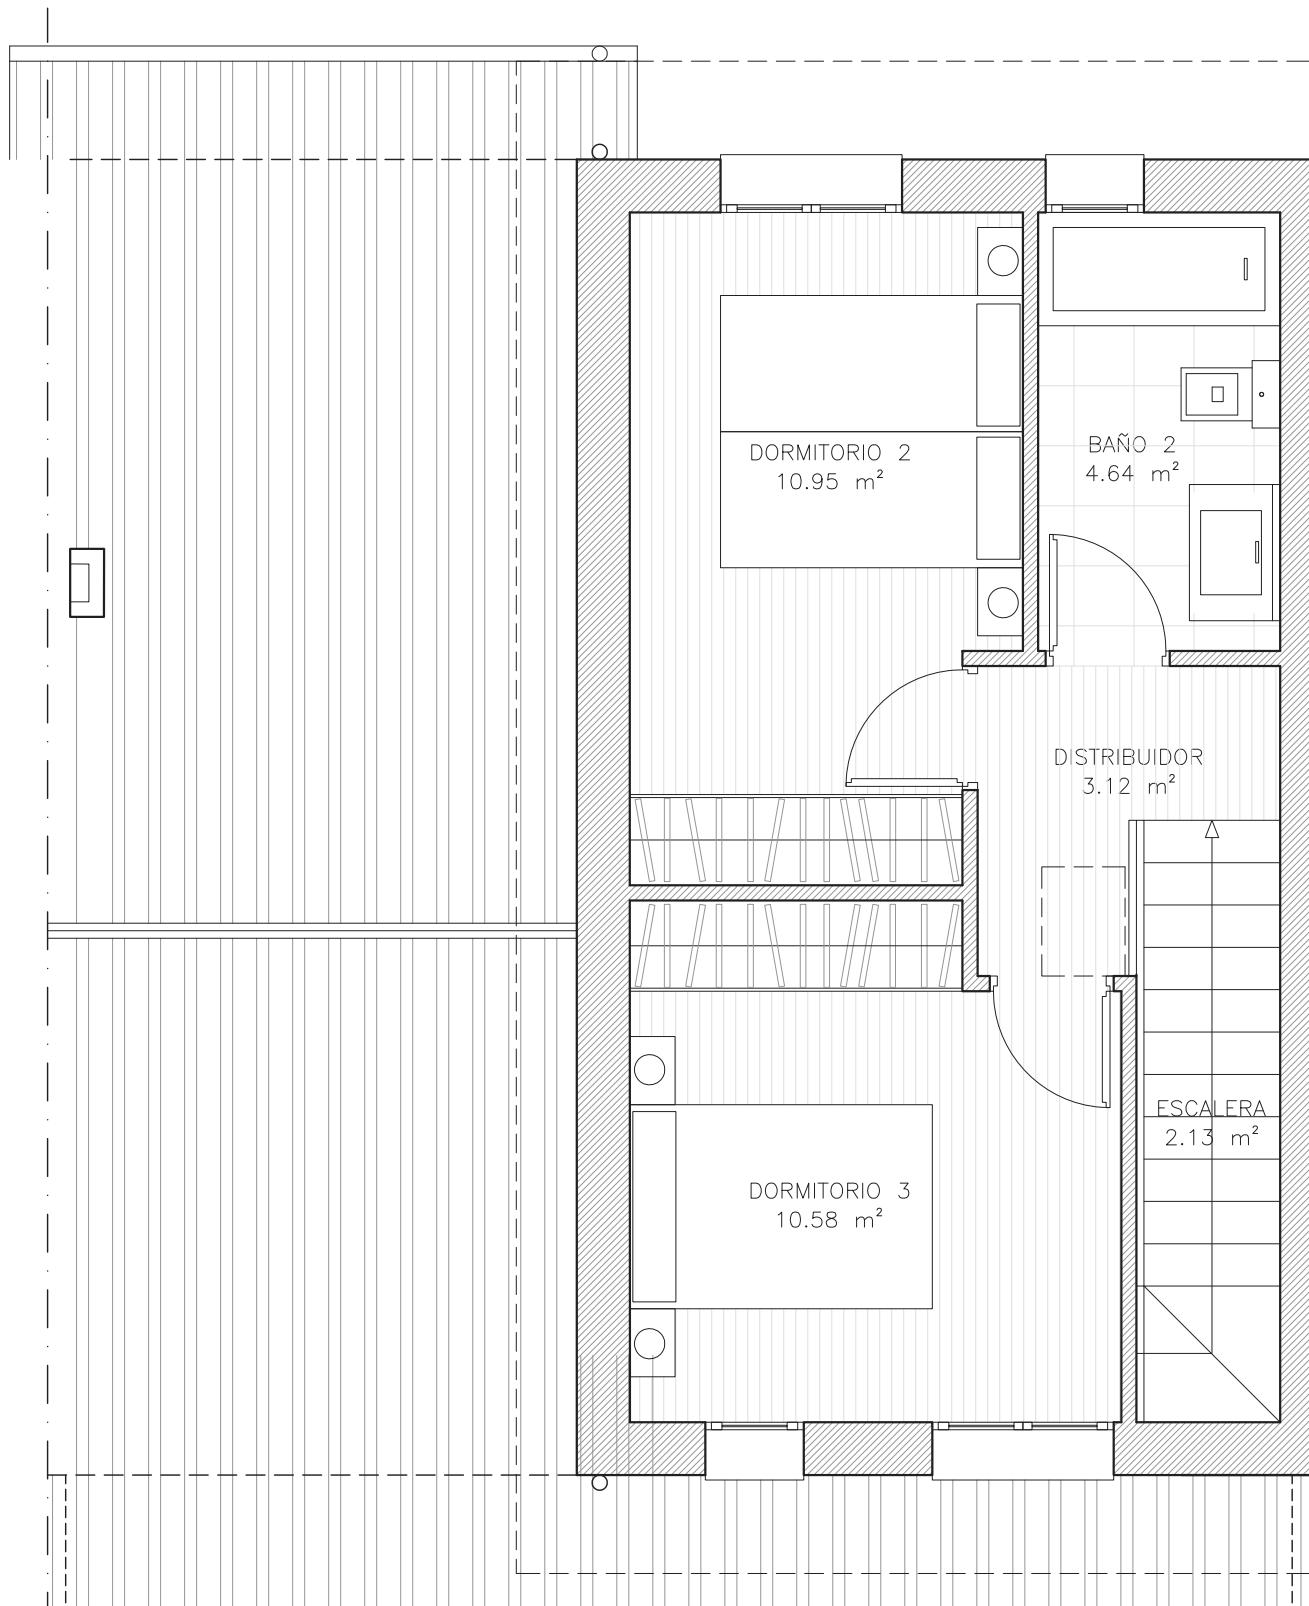 DORMITORIO 2
10.95 m²
BAÑO 2
4.64 m²
DISTRIBUIDOR
3.12 m²
ESCALERA
2.13 m²
DORMITORIO 3
10.58 m²